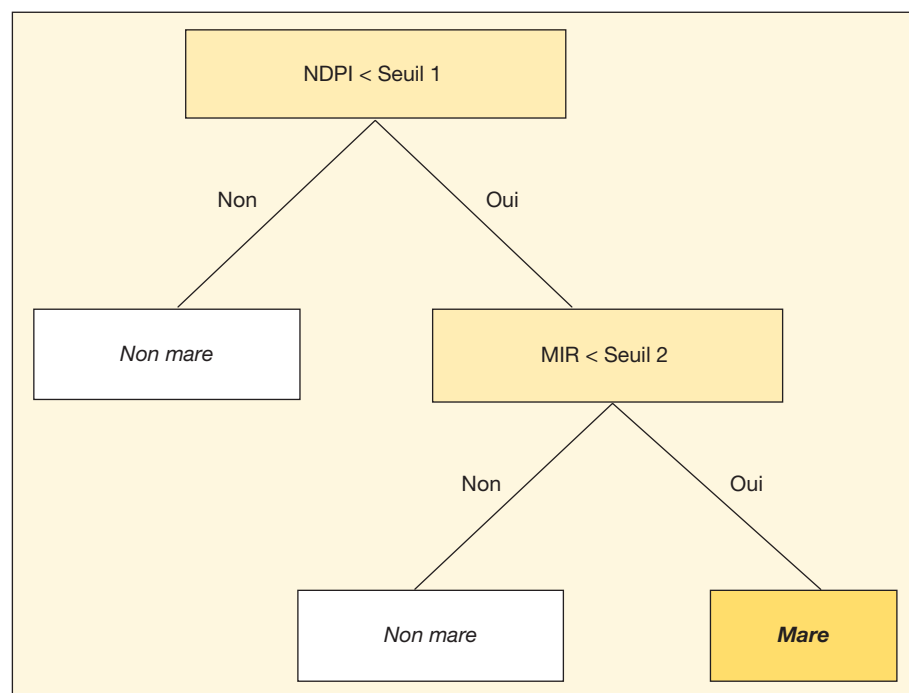 NDPI < Seuil 1
Non
Oui
Non mare
MIR < Seuil 2
Non
Oui
Non mare
Mare